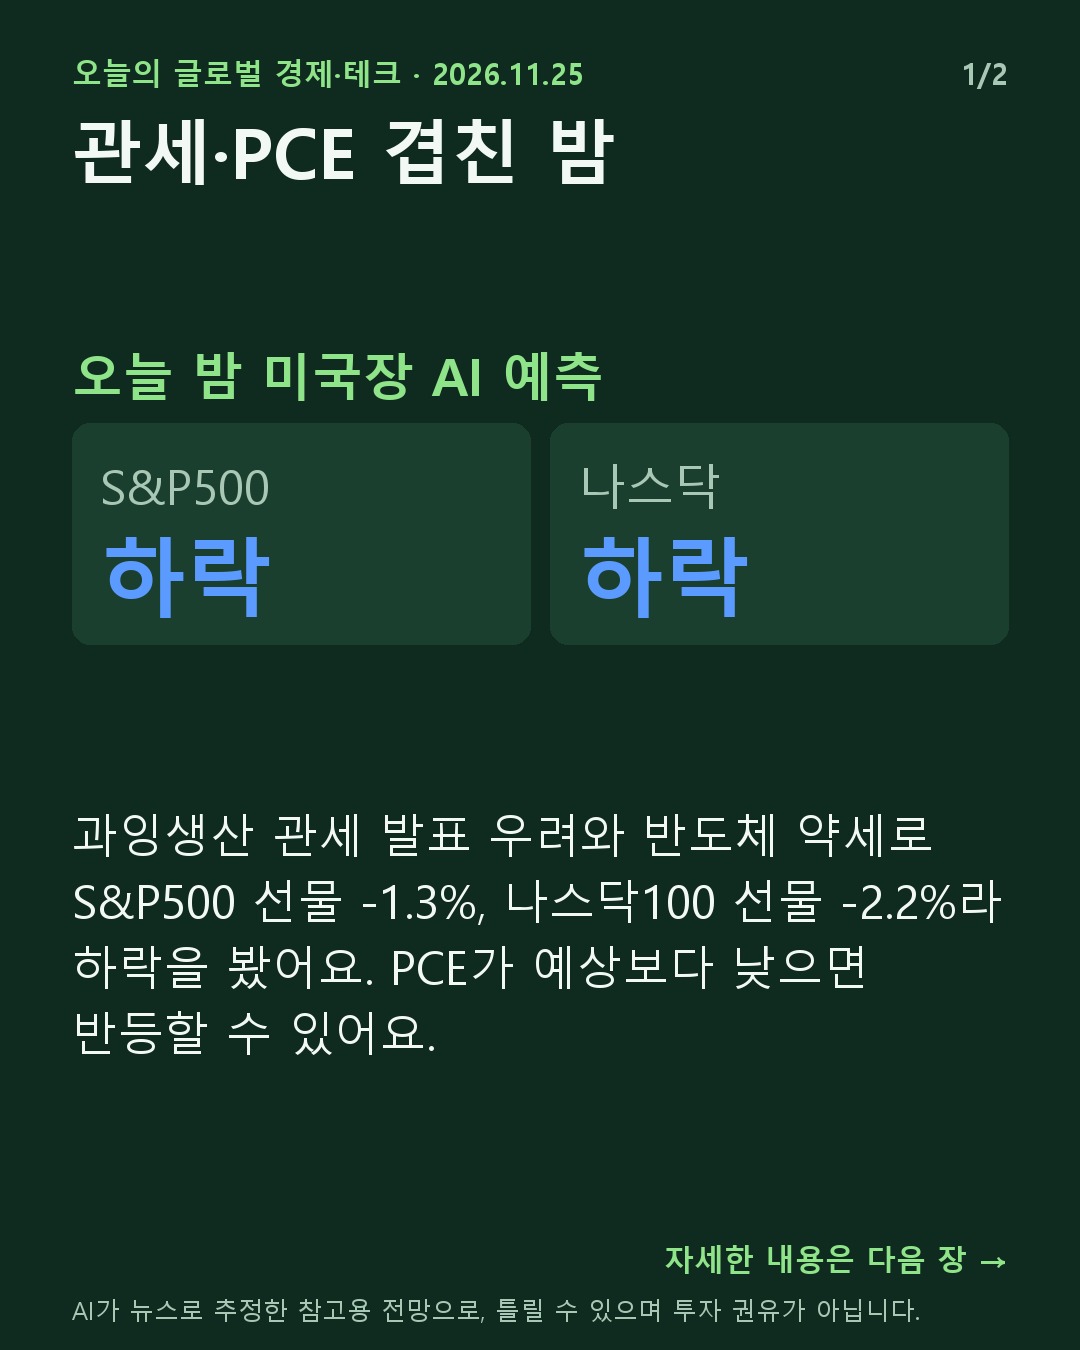 오늘의 글로벌 경제·테크 · 2026.11.25
1/2
관세·PCE 겹친 밤
오늘 밤 미국장 AI 예측
S&P500
하락
나스닥
하락
과잉생산 관세 발표 우려와 반도체 약세로
S&P500 선물 -1.3%, 나스닥100 선물 -2.2%라
하락을 봤어요. PCE가 예상보다 낮으면
반등할 수 있어요.
자세한 내용은 다음 장 →
AI가 뉴스로 추정한 참고용 전망으로, 틀릴 수 있으며 투자 권유가 아닙니다.